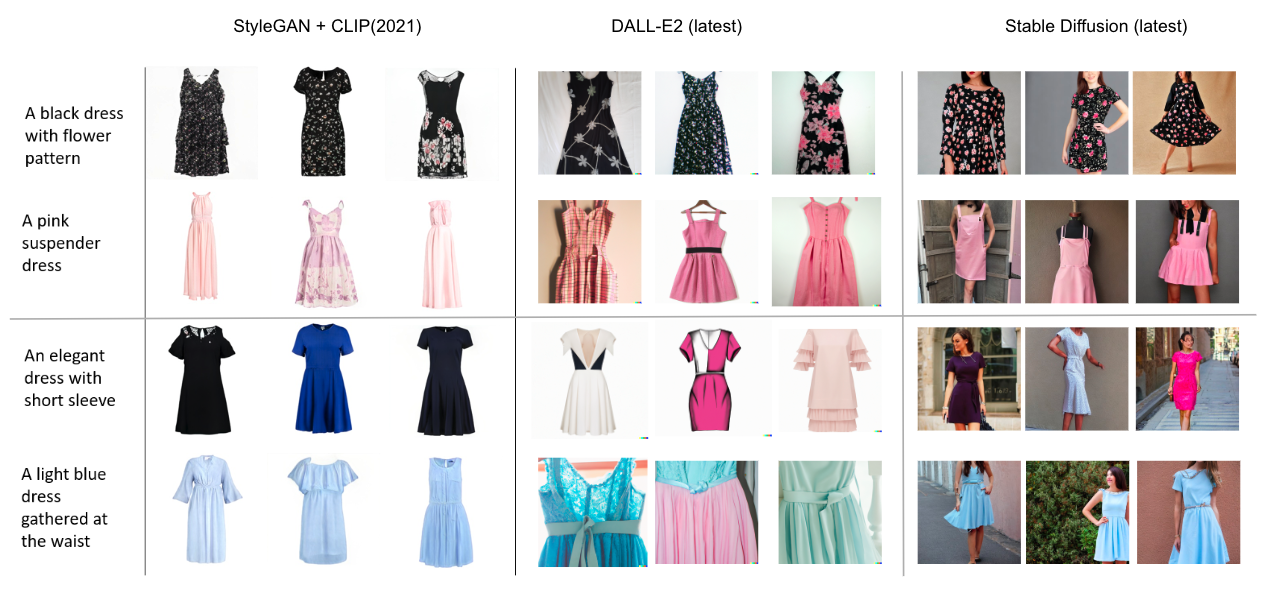 StyleGAN + CLIP(2021)
DALL-E2 (latest)
Stable Diffusion (latest)
A black dress
with flower
pattern
A pink
suspender
dress
An elegant
dress with
short sleeve
A light blue
dress
gathered at
the waist